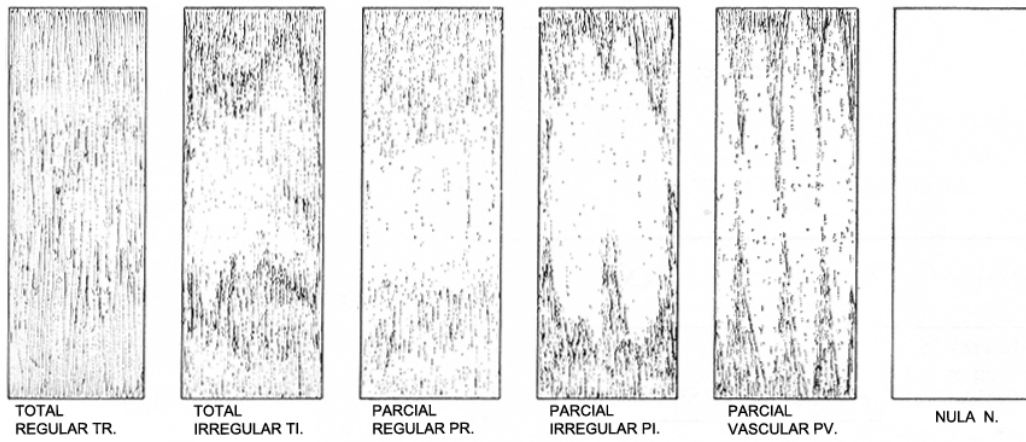 TOTAL
REGULAR TR.
TOTAL
IRREGULAR TI.
PARCIAL
REGULAR PR.
PARCIAL
IRREGULAR PI.
PARCIAL
VASCULAR PV.
NULA N.